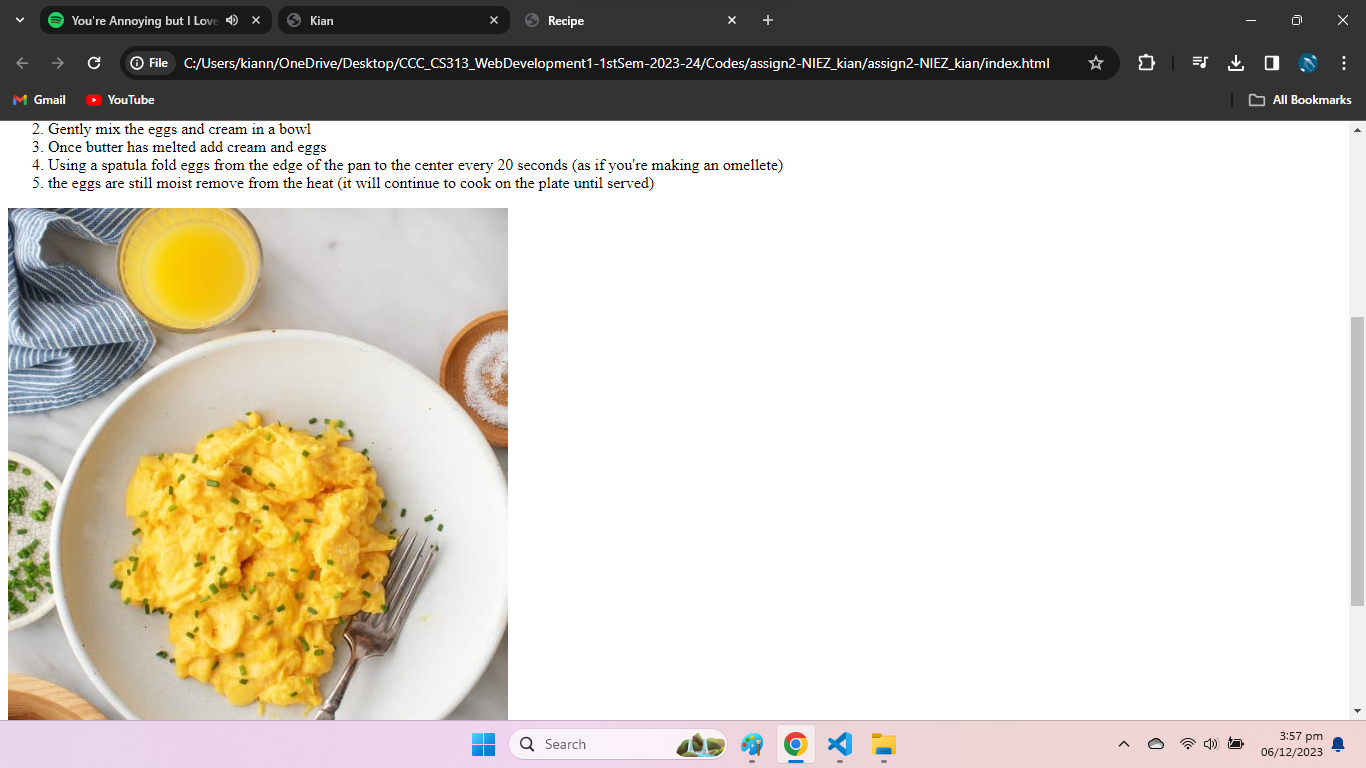 You're Annoying but I Love
Kian
Recipe
File
C:/Users/kiann/OneDrive/Desktop/CCC_CS313_WebDevelopment1-1stSem-2023-24/Codes/assign2-NIEZ_kian/assign2-NIEZ_kian/index.html
Gmail
YouTube
All Bookmarks
2. Gently mix the eggs and cream in a bowl
3. Once butter has melted add cream and eggs
4. Using a spatula fold eggs from the edge of the pan to the center every 20 seconds (as if you're making an omellete)
5. the eggs are still moist remove from the heat (it will continue to cook on the plate until served)
Search
3:57 pm
06/12/2023